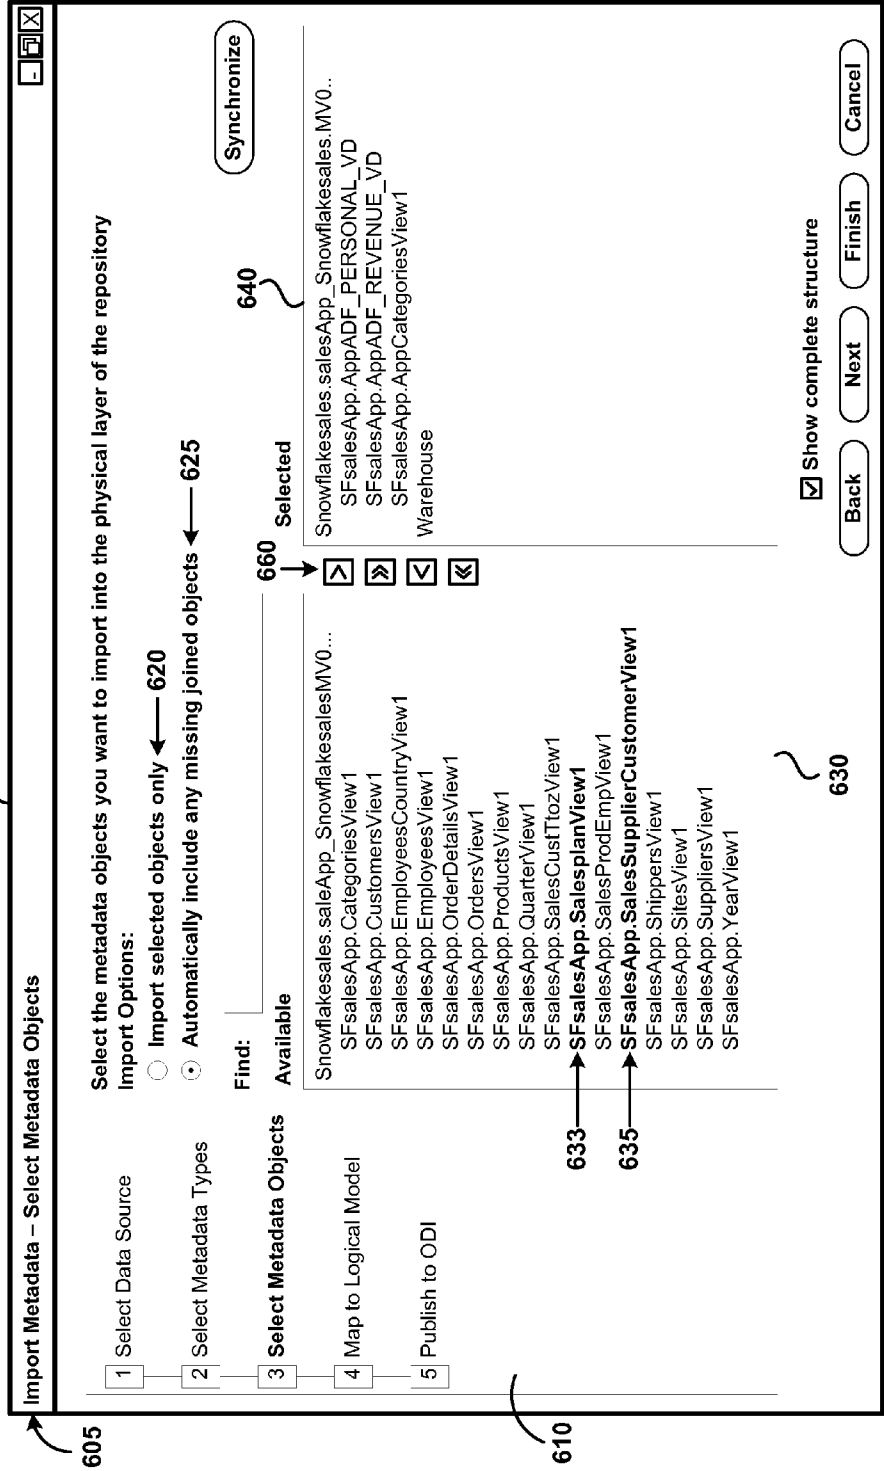 605
Import Metadata – Select Metadata Objects
-
X
610
1 Select Data Source
2 Select Metadata Types
3 Select Metadata Objects
4 Map to Logical Model
5 Publish to ODI
Select the metadata objects you want to import into the physical layer of the repository
Import Options:
Import selected objects only
620
Automatically include any missing joined objects
625
Find:
Synchronize
Available
Snowflakesales.saleApp_SnowflakesalesMV0...
SFsalesApp.CategoriesView1
SFsalesApp.CustomersView1
SFsalesApp.EmployeesCountryView1
SFsalesApp.EmployeesView1
SFsalesApp.OrderDetailsView1
SFsalesApp.OrdersView1
SFsalesApp.ProductsView1
SFsalesApp.QuarterView1
SFsalesApp.SalesCustTtozView1
633 SFsalesApp.SalesplanView1
SFsalesApp.SalesProdEmpView1
635 SFsalesApp.SalesSupplierCustomerView1
SFsalesApp.ShippersView1
SFsalesApp.SitesView1
SFsalesApp.SuppliersView1
SFsalesApp.YearView1
630
660
>
»
<
«
Selected
640
Snowflakesales.salesApp_Snowflakesales.MV0..
SFsalesApp.AppADF_PERSONAL_VD
SFsalesApp.AppADF_REVENUE_VD
SFsalesApp.AppCategoriesView1
Warehouse
Show complete structure
Back Next Finish Cancel